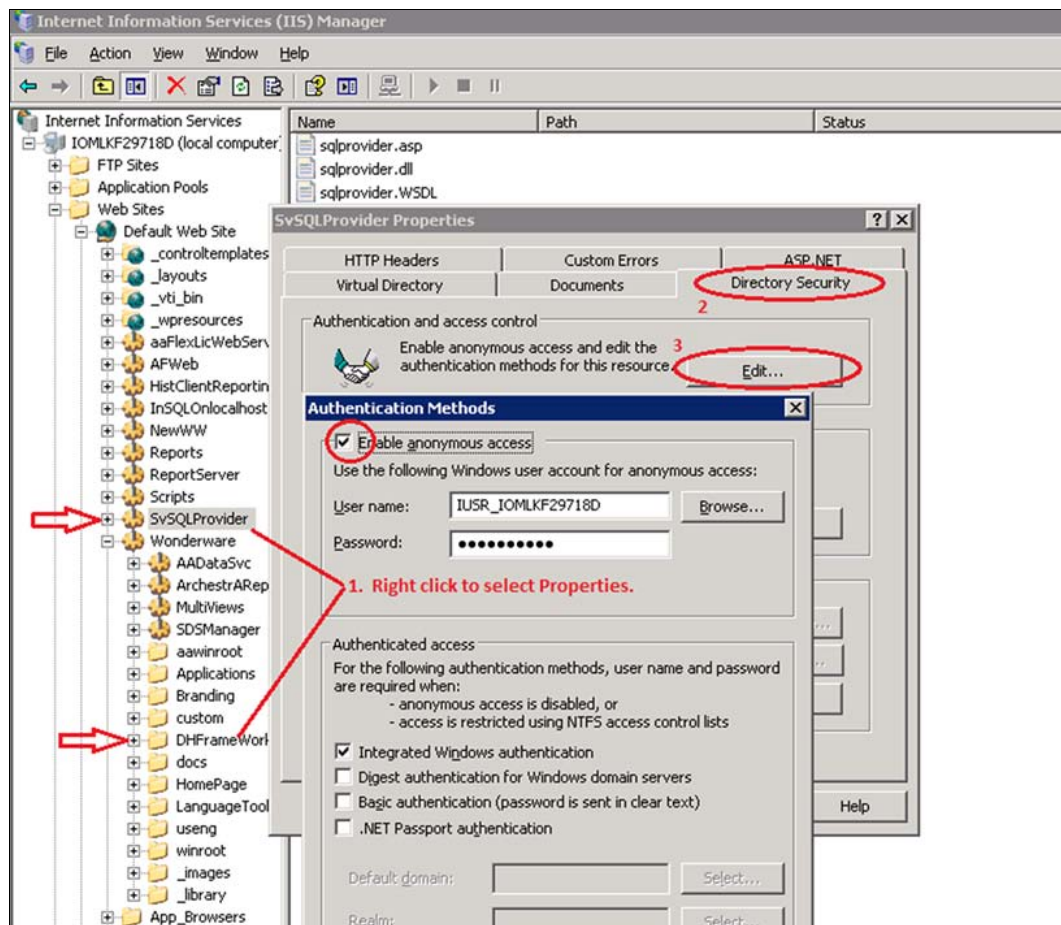 Internet Information Services (IIS) Manager
File Action View Window Help
Internet Information Services
IOMLKF29718D (local computer)
FTP Sites
Application Pools
Web Sites
Default Web Site
_controltemplates
_layouts
_vti_bin
_wpresources
aaFlexLicWebServ
AFWeb
HistClientReportin
InSQLOnlocalhost
NewWW
Reports
ReportServer
Scripts
SvSQLProvider
Wonderware
AADataSvc
ArchestrARep
MultiViews
SDSManager
aawinroot
Applications
Branding
custom
DHFrameWork
docs
HomePage
LanguageTool
useng
winroot
_images
_library
App_Browsers
Name Path Status
sqlprovider.asp
sqlprovider.dll
sqlprovider.WSDL
SvSQLProvider Properties
HTTP Headers Custom Errors ASP.NET
Virtual Directory Documents Directory Security
2
Authentication and access control
Enable anonymous access and edit the 3
authentication methods for this resource. Edit...
Authentication Methods
Enable anonymous access
Use the following Windows user account for anonymous access:
User name: IUSR_IOMLKF29718D Browse...
Password: ●●●●●●●●●●
1. Right click to select Properties.
Authenticated access
For the following authentication methods, user name and password
are required when:
- anonymous access is disabled, or
- access is restricted using NTFS access control lists
Integrated Windows authentication
Digest authentication for Windows domain servers
Basic authentication (password is sent in clear text)
.NET Passport authentication
Default domain: Select...
Realm: Select...
Help